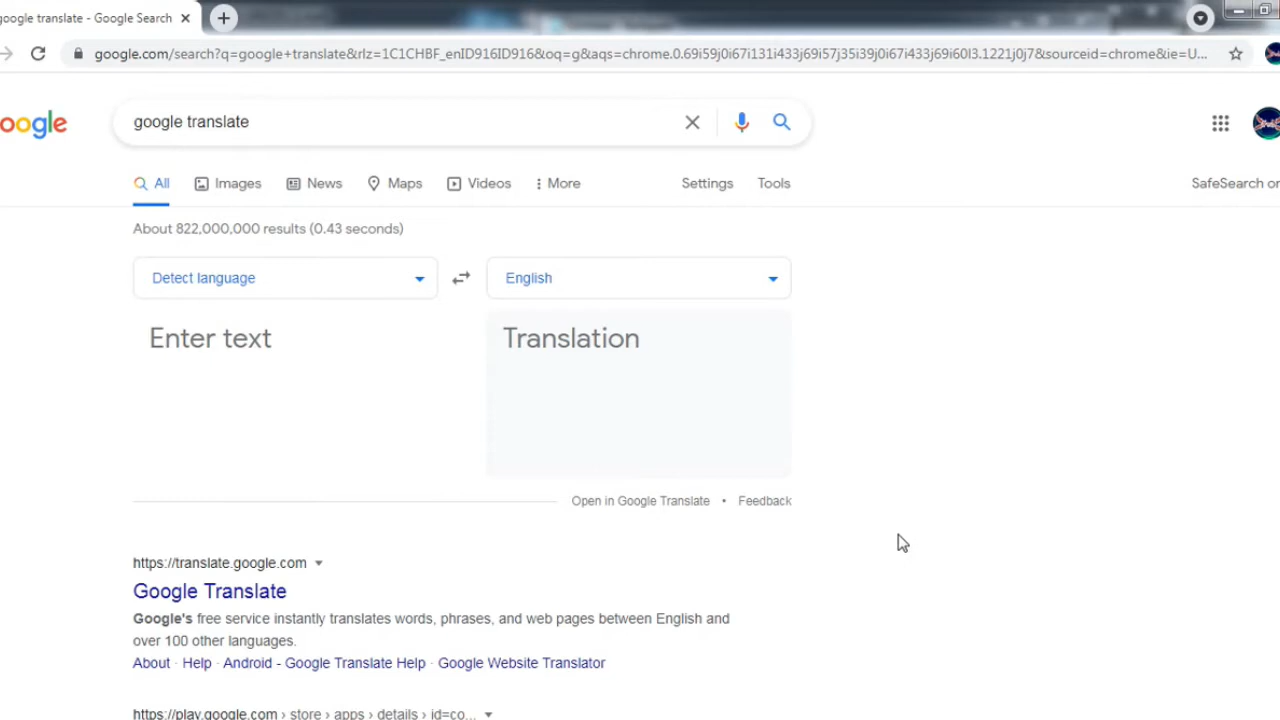 google translate - Google Search
google.com/search?q=google+translate&rlz=1C1CHBF_enID916ID916&oq=g&aqs=chrome.0.69i59j0i67i131i433j69i57j35i39j0i67i433j69i60l3.1221j0j7&sourceid=chrome&ie=U...
oogle
google translate
All Images News Maps Videos More Settings Tools SafeSearch on
About 822,000,000 results (0.43 seconds)
Detect language English
Enter text Translation
Open in Google Translate • Feedback
https://translate.google.com
Google Translate
Google's free service instantly translates words, phrases, and web pages between English and
over 100 other languages.
About · Help · Android - Google Translate Help · Google Website Translator
https://play.google.com › store › apps › details › id=co...